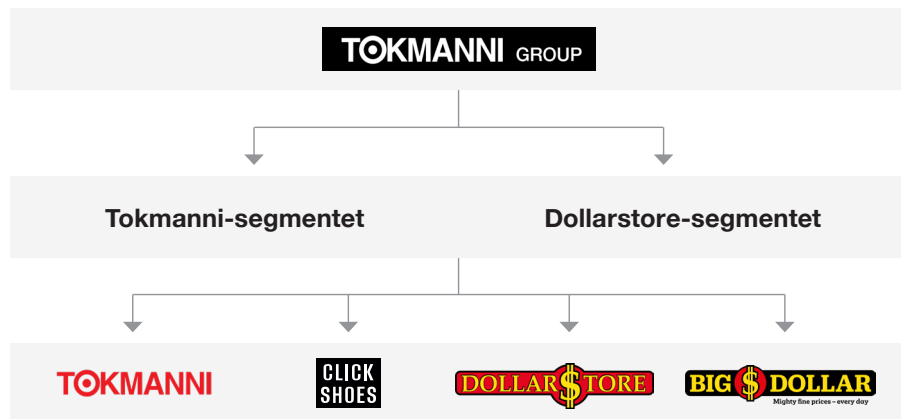 TOKMANNI GROUP
Tokmanni-segmentet
Dollarstore-segmentet
TOKMANNI
CLICK
SHOES
DOLLAR$TORE
BIG $ DOLLAR
Mighty fine prices – every day